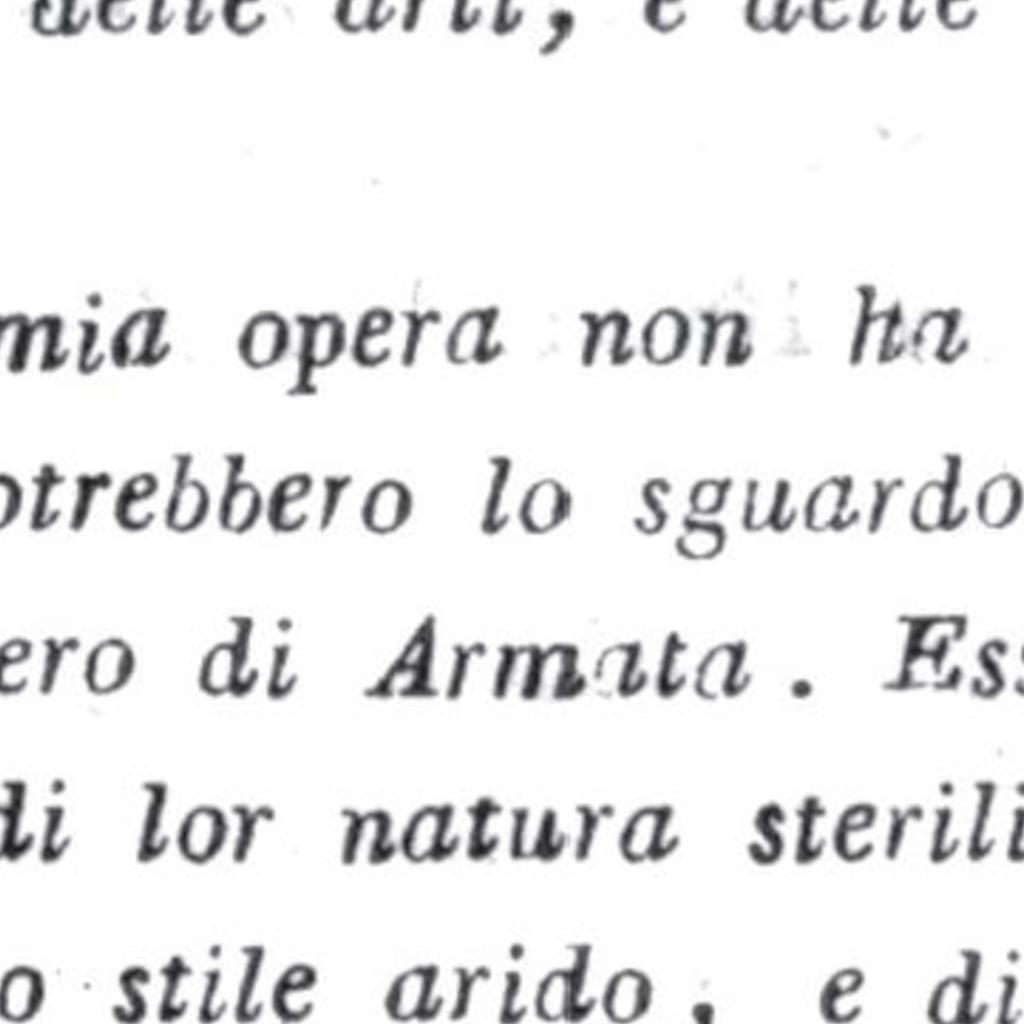 delle arti, e delle
mia opera non ha
otrebbero lo sguardo
ero di Armata. Ess
di lor natura sterili
o stile arido, e di